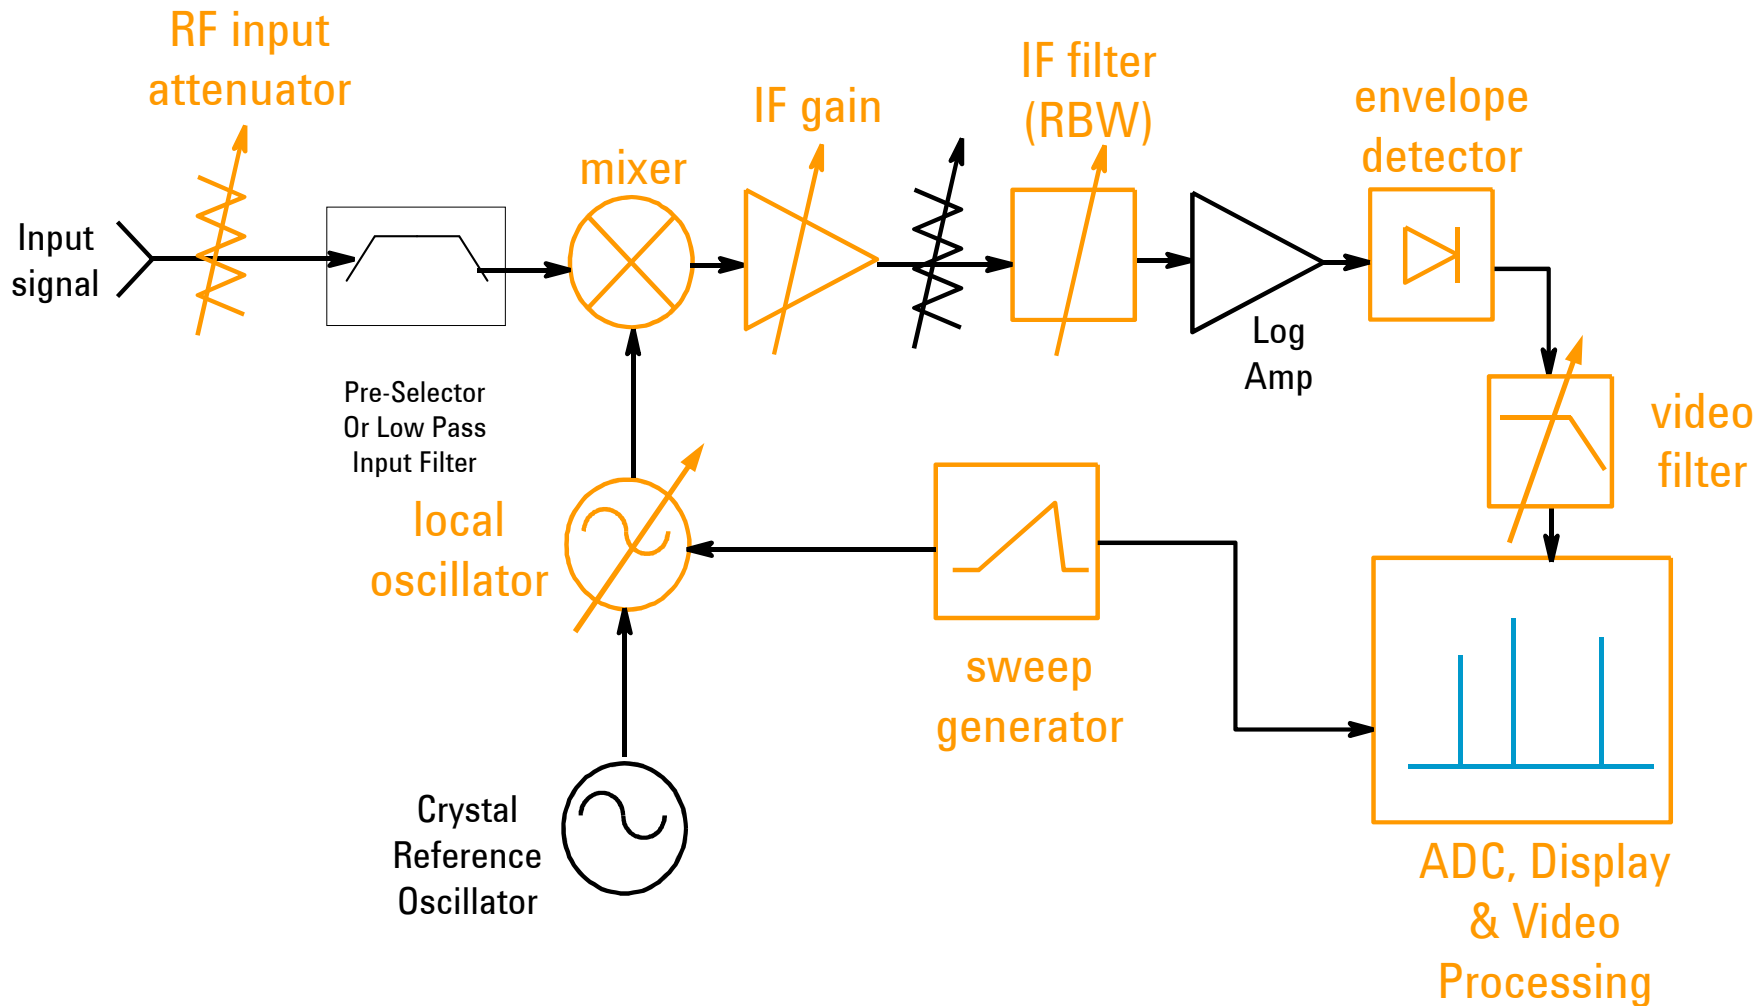 RF input
attenuator
IF gain
IF filter
(RBW)
envelope
detector
mixer
Input
signal
Log
Amp
Pre-Selector
Or Low Pass
Input Filter
video
filter
local
oscillator
sweep
generator
Crystal
Reference
Oscillator
ADC, Display
& Video
Processing